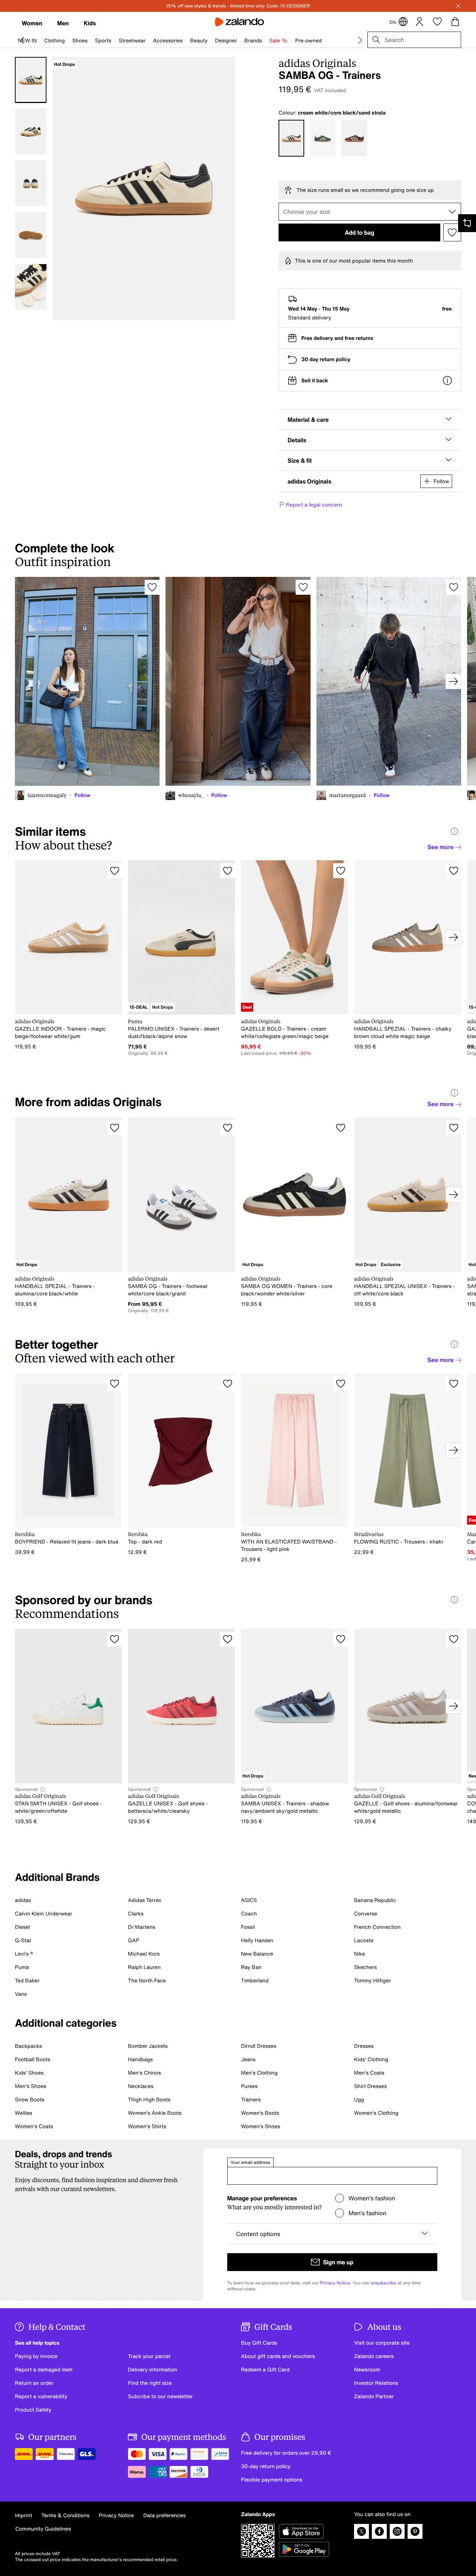 15% off new styles & trends - limited time only. Code: 15-DESIGNER
Women Men Kids
zalando
EN
NEW IN Clothing Shoes Sports Streetwear Accessories Beauty Designer Brands Sale % Pre-owned
Search
Hot Drops
adidas Originals
SAMBA OG - Trainers
119,95 € VAT included
Colour: cream white/core black/sand strata
The size runs small so we recommend going one size up
Choose your size
Add to bag
This is one of our most popular items this month
Wed 14 May - Thu 15 May free
Standard delivery
Free delivery and free returns
30 day return policy
Sell it back
Material & care
Details
Size & fit
adidas Originals
Follow
Report a legal concern
Complete the look
Outfit inspiration
laurencemagaly · Follow
whosayla_ · Follow
martanorgaard · Follow
Similar items
How about these?
See more
15-DEAL Hot Drops
Deal
adidas Originals
GAZELLE INDOOR - Trainers - magic
beige/footwear white/gum
119,95 €
Puma
PALERMO UNISEX - Trainers - desert
dust//black/alpine snow
71,95 €
Originally: 89,95 €
adidas Originals
GAZELLE BOLD - Trainers - cream
white/collegiate green/magic beige
95,95 €
Last lowest price: 119,95 € -20%
adidas Originals
HANDBALL SPEZIAL - Trainers - chalky
brown cloud white magic beige
109,95 €
More from adidas Originals
See more
Hot Drops
adidas Originals
HANDBALL SPEZIAL - Trainers -
alumina/core black/white
109,95 €
adidas Originals
SAMBA OG - Trainers - footwear
white/core black/granit
From 95,95 €
Originally: 119,95 €
Hot Drops
adidas Originals
SAMBA OG WOMEN - Trainers - core
black/wonder white/silver
119,95 €
Hot Drops Exclusive
adidas Originals
HANDBALL SPEZIAL UNISEX - Trainers -
off white/core black
109,95 €
Better together
Often viewed with each other
See more
Bershka
BOYFRIEND - Relaxed fit jeans - dark blue
39,99 €
Bershka
Top - dark red
12,99 €
Bershka
WITH AN ELASTICATED WAISTBAND -
Trousers - light pink
25,99 €
Stradivarius
FLOWING RUSTIC - Trousers - khaki
22,99 €
Sponsored by our brands
Recommendations
Sponsored
adidas Golf Originals
STAN SMITH UNISEX - Golf shoes -
white/green/offwhite
139,95 €
Sponsored
adidas Golf Originals
GAZELLE UNISEX - Golf shoes -
bettersca/white/clearsky
129,95 €
Hot Drops
Sponsored
adidas Originals
SAMBA UNISEX - Trainers - shadow
navy/ambient sky/gold metallic
119,95 €
Sponsored
adidas Golf Originals
GAZELLE - Golf shoes - alumina/footwear
white/gold metallic
129,95 €
Additional Brands
adidas Adidas Terrex ASICS Banana Republic
Calvin Klein Underwear Clarks Coach Converse
Diesel Dr Martens Fossil French Connection
G-Star GAP Helly Hansen Lacoste
Levi's ® Michael Kors New Balance Nike
Puma Ralph Lauren Ray Ban Skechers
Ted Baker The North Face Timberland Tommy Hilfiger
Vans
Additional categories
Backpacks Bomber Jackets Dirndl Dresses Dresses
Football Boots Handbags Jeans Kids' Clothing
Kids' Shoes Men's Chinos Men's Clothing Men's Coats
Men's Shoes Necklaces Purses Shirt Dresses
Snow Boots Thigh High Boots Trainers Ugg
Wellies Women's Ankle Boots Women's Boots Women's Clothing
Women's Coats Women's Shirts Women's Shoes
Deals, drops and trends
Straight to your inbox
Enjoy discounts, find fashion inspiration and discover fresh
arrivals with our curated newsletters.
Your email address
Manage your preferences
What are you mostly interested in?
Women's fashion
Men's fashion
Content options
Sign me up
To learn how we process your data, visit our Privacy Notice. You can unsubscribe at any time
without costs.
Help & Contact
See all help topics
Paying by invoice Track your parcel
Report a damaged item Delivery information
Return an order Find the right size
Report a vulnerability Subcribe to our newsletter
Product Safety
Gift Cards
Buy Gift Cards
About gift cards and vouchers
Redeem a Gift Card
About us
Visit our corporate site
Zalando careers
Newsroom
Investor Relations
Zalando Partner
Our partners
GLS.
Our payment methods
VISA PayPal
Klarna. DISCOVER
Our promises
Free delivery for orders over 29,90 €
30-day return policy
Flexible payment options
Imprint Terms & Conditions Privacy Notice Data preferences
Community Guidelines
All prices include VAT
The crossed out price indicates the manufacturer's recommended retail price.
Zalando Apps
Download on the
App Store
GET IT ON
Google Play
You can also find us on